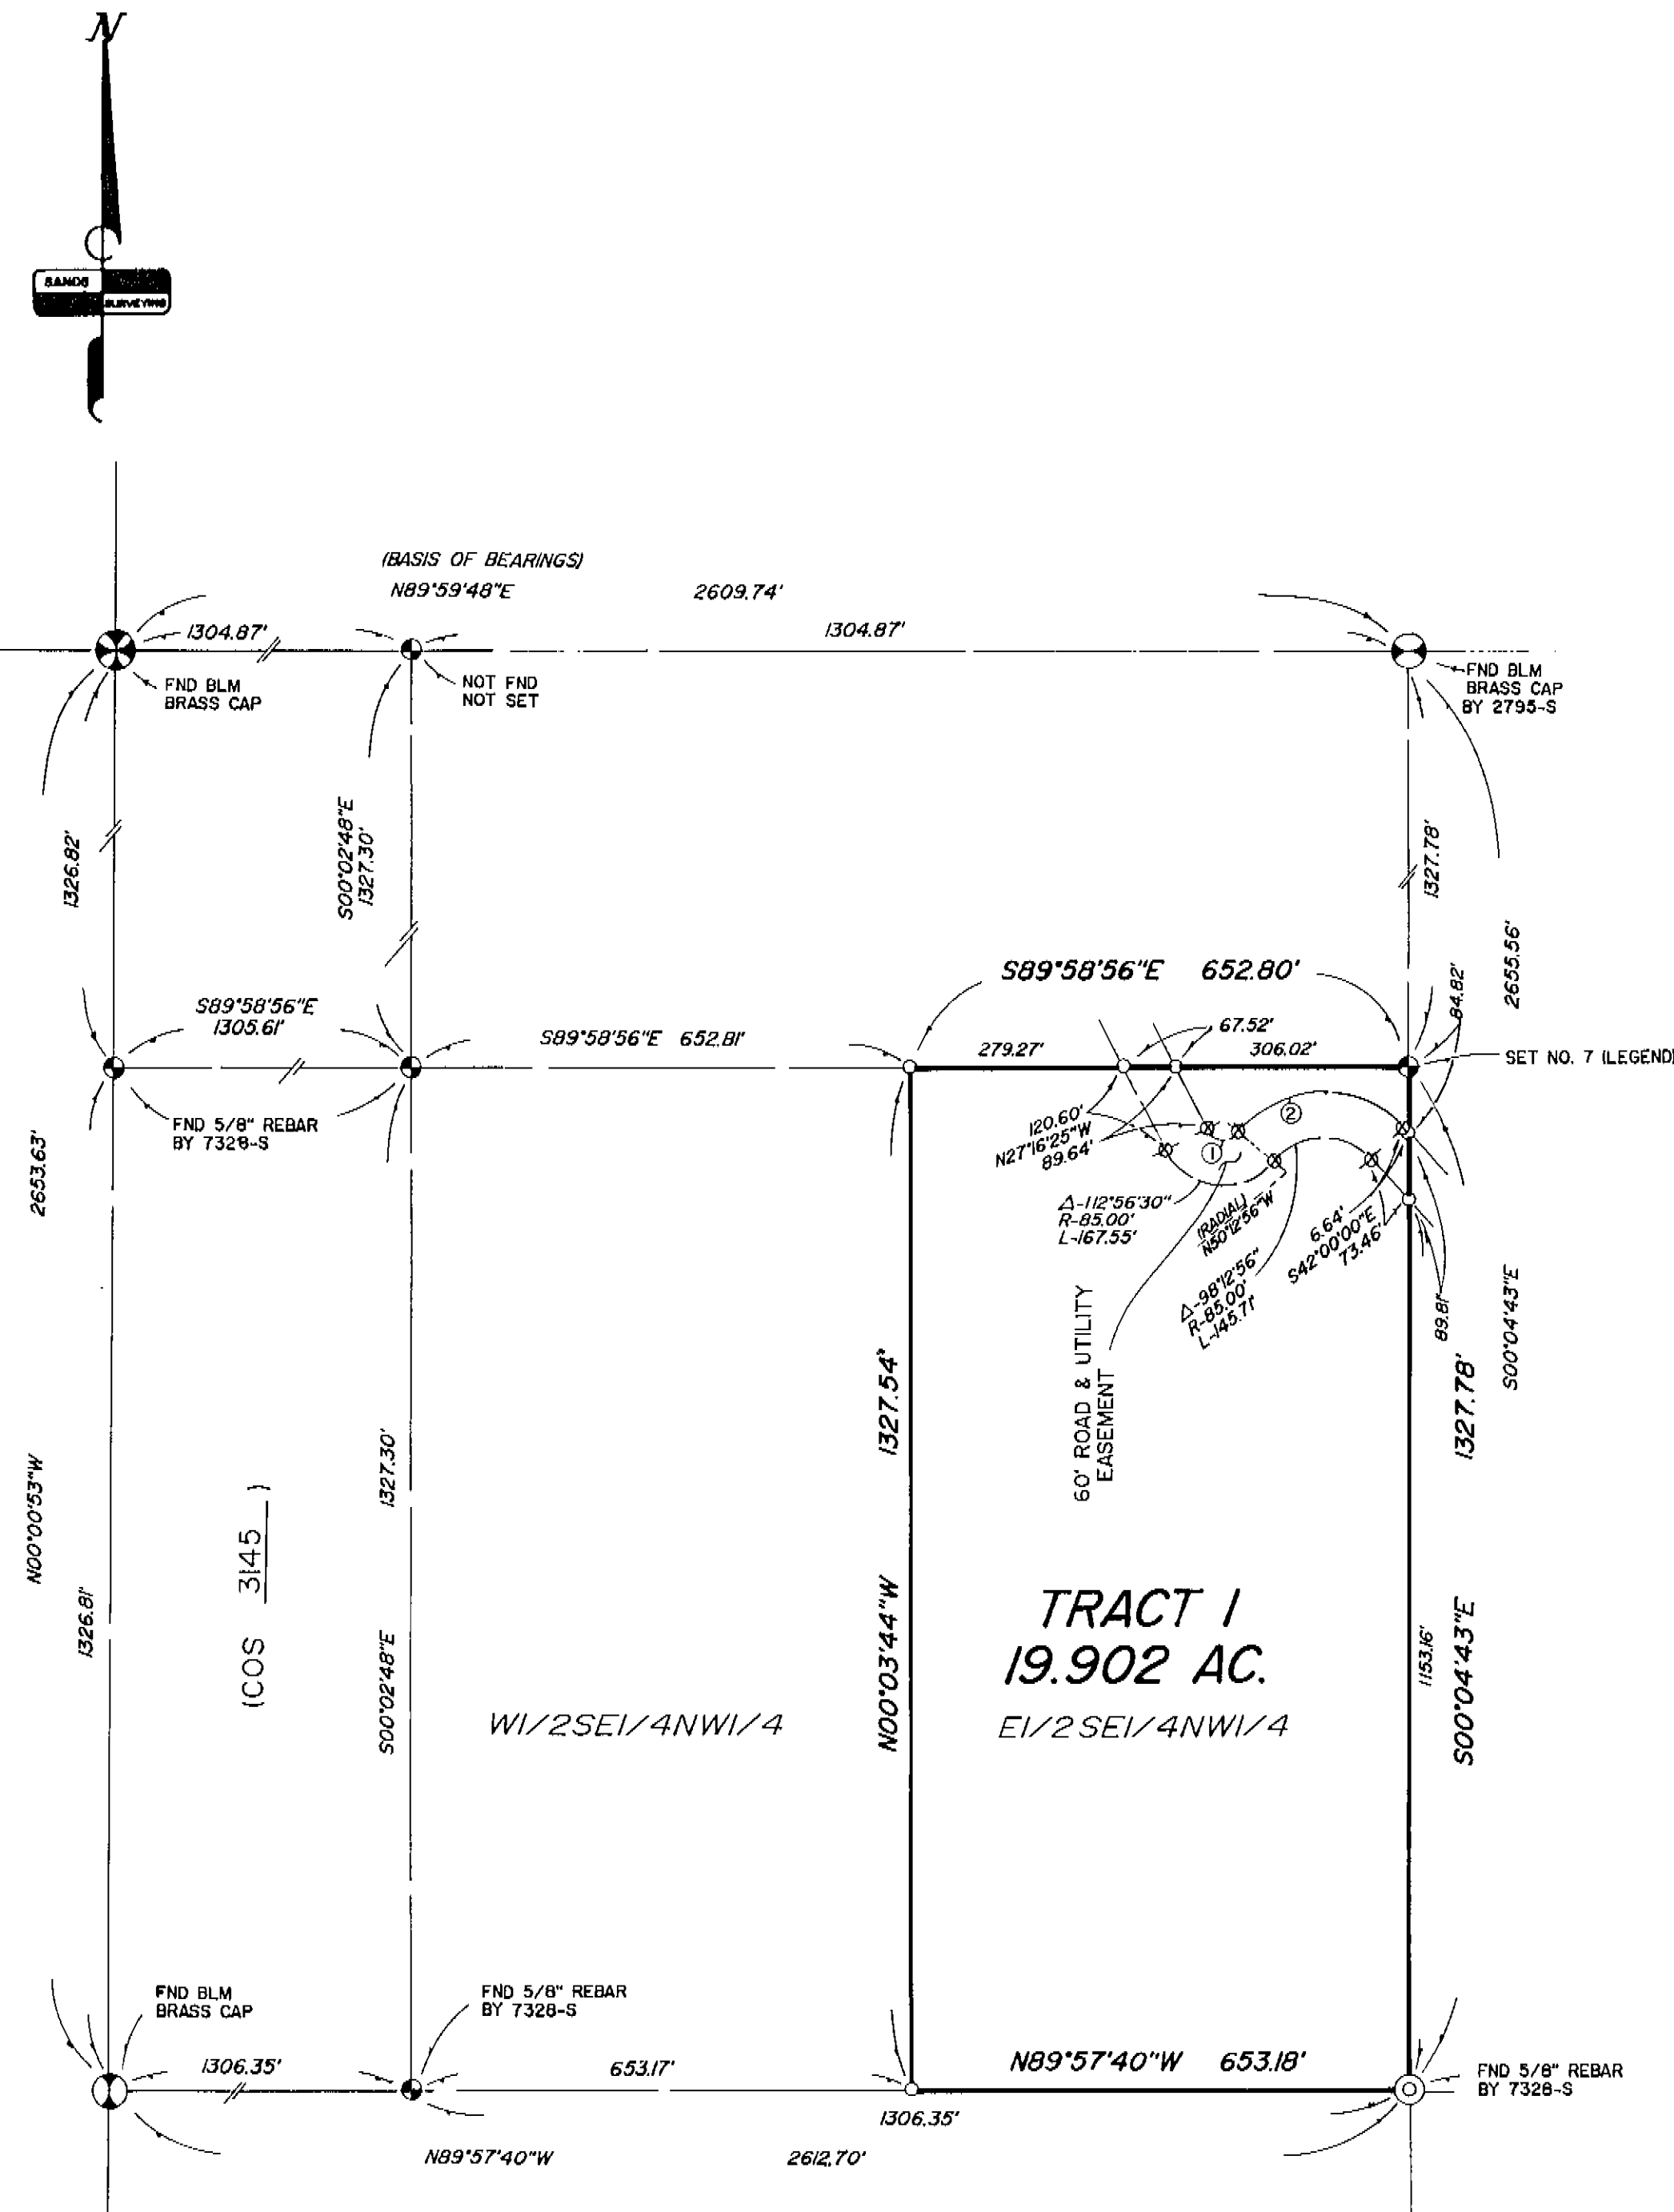 N
SANDS
SURVEYING
(BASIS OF BEARINGS)
N89°59'48"E 2609.74'
1304.87'
1304.87'
FND BLM
BRASS CAP
NOT FND
NOT SET
FND BLM
BRASS CAP
BY 2795-S
1326.82'
S00°02'48"E
1327.30'
1327.78'
2655.56'
84.82'
S89°58'56"E 652.80'
S89°58'56"E
1305.61'
S89°58'56"E 652.81'
279.27'
67.52'
306.02'
SET NO. 7 (LEGEND)
FND 5/8" REBAR
BY 7328-S
2653.63'
120.60'
N27°16'25"W
89.64'
1
2
Δ-112°56'30"
R-85.00'
L-167.55'
(RADIAL)
N50°12'56"W
Δ-98°12'56"
R-85.00'
L-145.71'
6.64'
S42°00'00"E
73.46'
89.81'
S00°04'43"E
60' ROAD & UTILITY
EASEMENT
1327.54'
1327.78'
N00°00'53"W
1327.30'
(COS 3145)
1326.81'
S00°02'48"E
N00°03'44"W
TRACT 1
19.902 AC.
1153.16'
S00°04'43"E
W1/2SE1/4NW1/4
E1/2SE1/4NW1/4
FND BLM
BRASS CAP
FND 5/8" REBAR
BY 7328-S
1306.35'
653.17'
N89°57'40"W 653.18'
FND 5/8" REBAR
BY 7328-S
1306.35'
N89°57'40"W 2612.70'